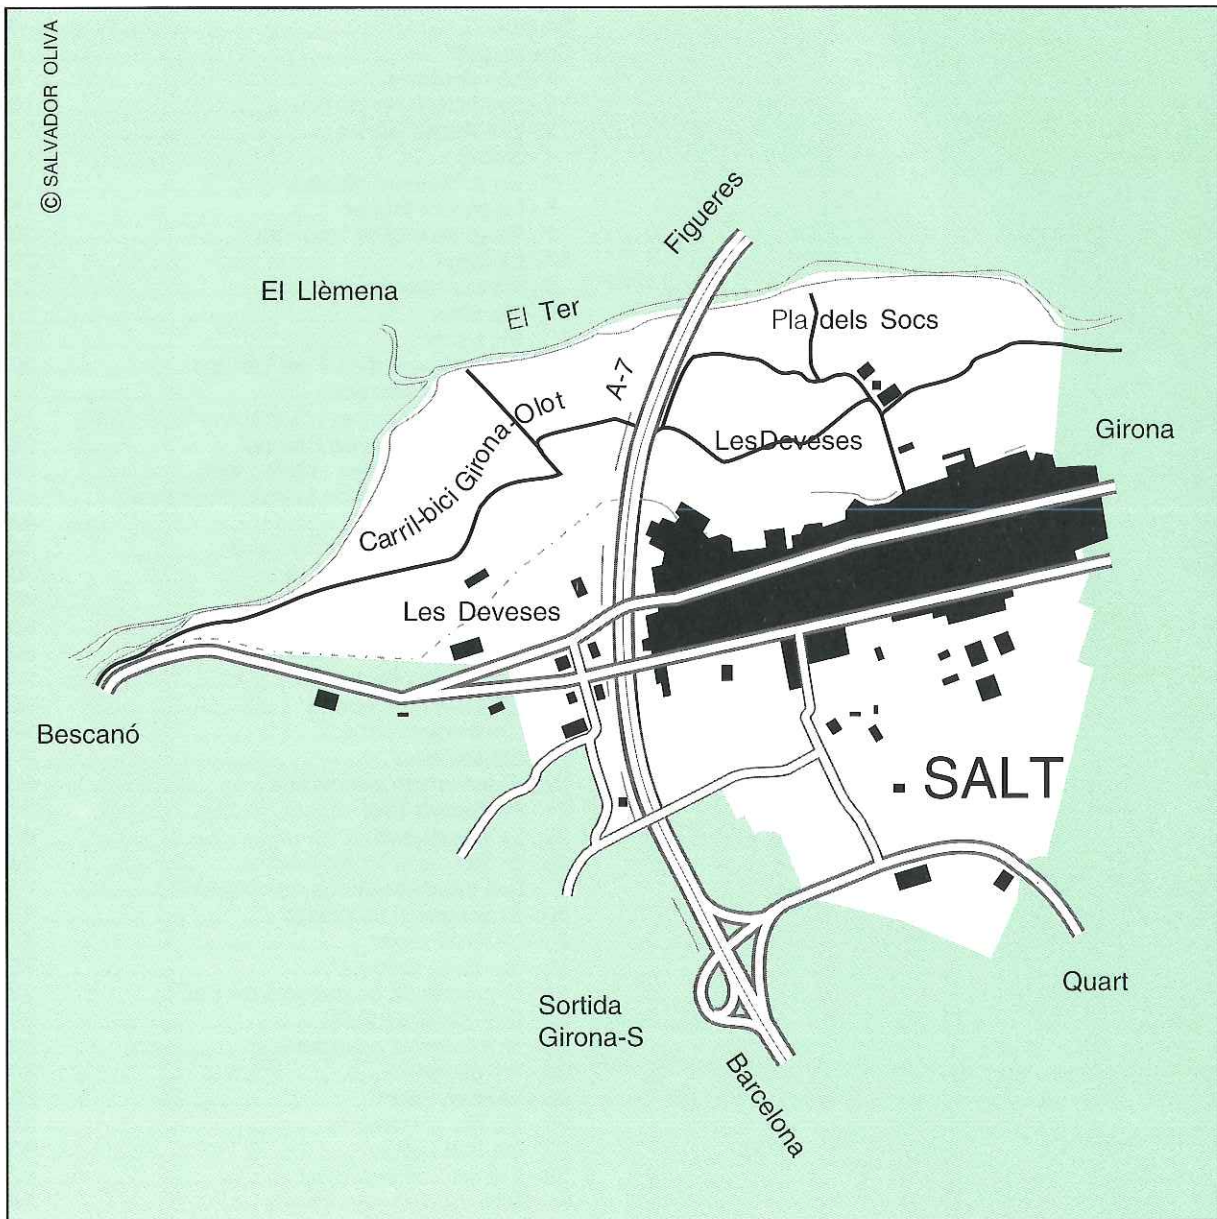 © SALVADOR OLIVA
Figueres
El Llèmena
El Ter
Pla dels Socs
A-7
Carril-bici Girona-Olot
LesDeveses
Girona
Les Deveses
Bescanó
SALT
Quart
Sortida
Girona-S
Barcelona